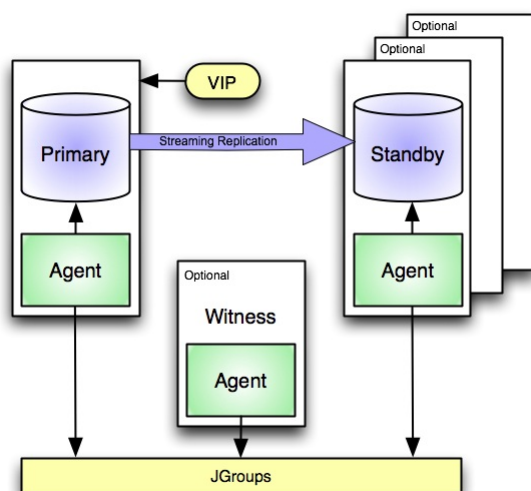 Optional
Optional
VIP
Primary
Streaming Replication
Standby
Agent
Agent
Optional
Witness
Agent
JGroups